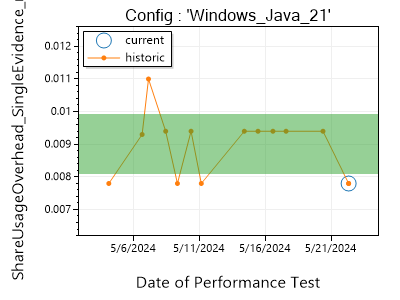 Config : 'Windows_Java_21'
ShareUsageOverhead_SingleEvidence_
current
historic
0.012
0.011
0.01
0.009
0.008
0.007
5/6/2024
5/11/2024
5/16/2024
5/21/2024
Date of Performance Test